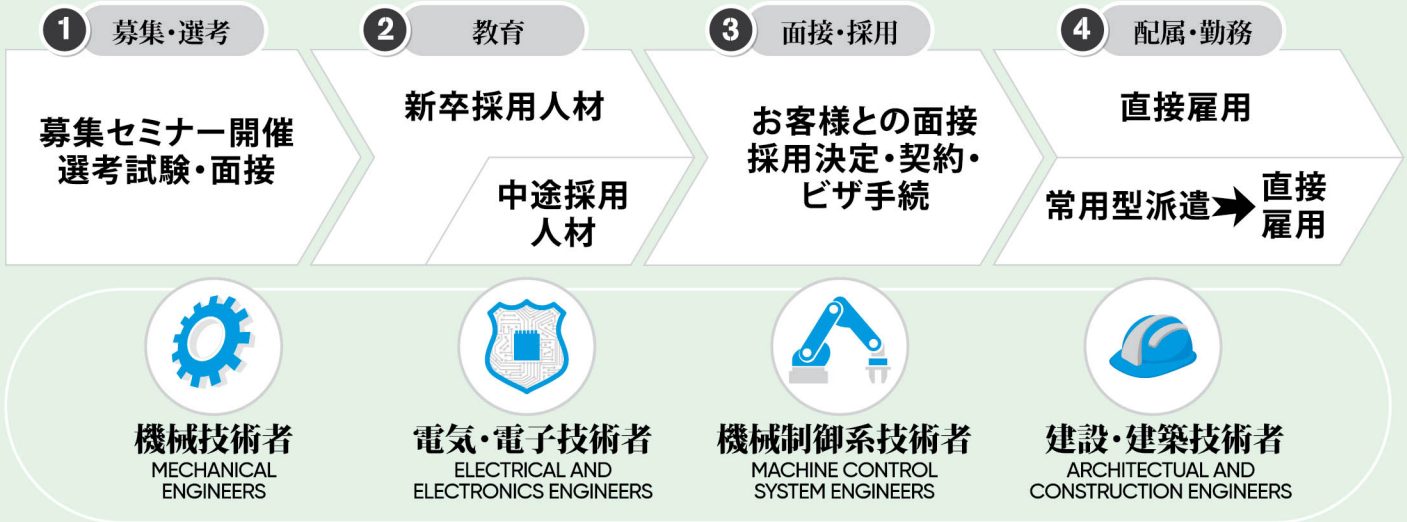 1 募集・選考
募集セミナー開催
選考試験・面接
2 教育
新卒採用人材
中途採用
人材
3 面接・採用
お客様との面接
採用決定・契約・
ビザ手続
4 配属・勤務
直接雇用
常用型派遣
直接
雇用
機械技術者
MECHANICAL
ENGINEERS
電気・電子技術者
ELECTRICAL AND
ELECTRONICS ENGINEERS
機械制御系技術者
MACHINE CONTROL
SYSTEM ENGINEERS
建設・建築技術者
ARCHITECTUAL AND
CONSTRUCTION ENGINEERS